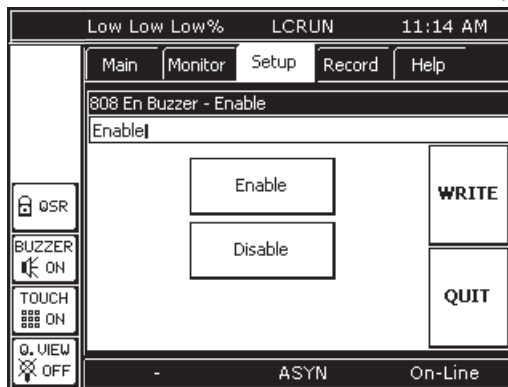 Low Low Low% LCRUN 11:14 AM
Main Monitor Setup Record Help
808 En Buzzer - Enable
Enable
Enable
WRITE
Disable
QSR
BUZZER
ON
QUIT
TOUCH
ON
Q. VIEW
OFF
- ASYN On-Line